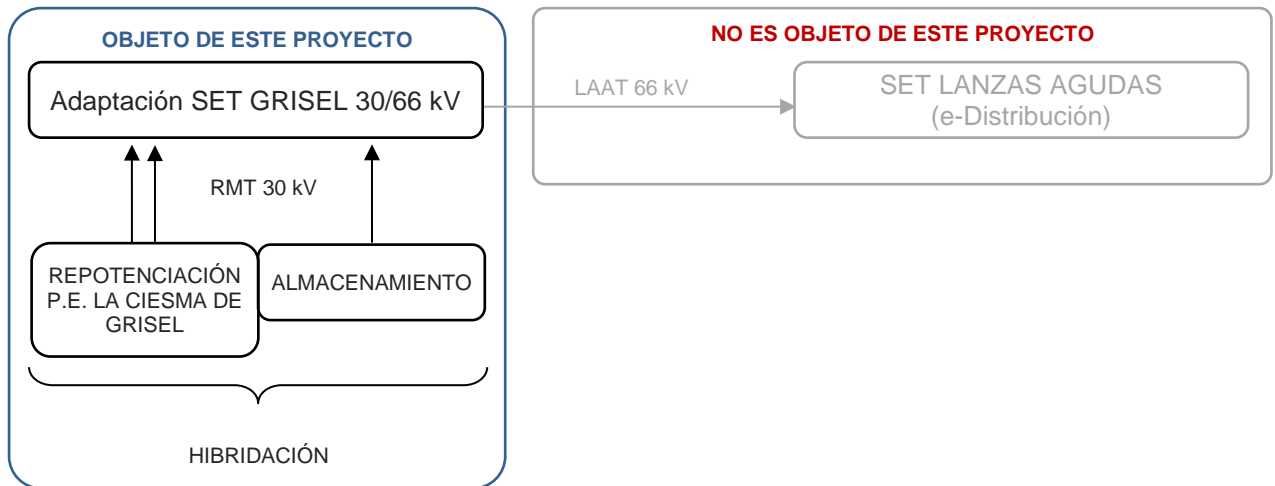 OBJETO DE ESTE PROYECTO
Adaptación SET GRISEL 30/66 kV
RMT 30 kV
REPOTENCIACIÓN
P.E. LA CIESMA DE
GRISEL
ALMACENAMIENTO
HIBRIDACIÓN
NO ES OBJETO DE ESTE PROYECTO
LAAT 66 kV
SET LANZAS AGUDAS
(e-Distribución)